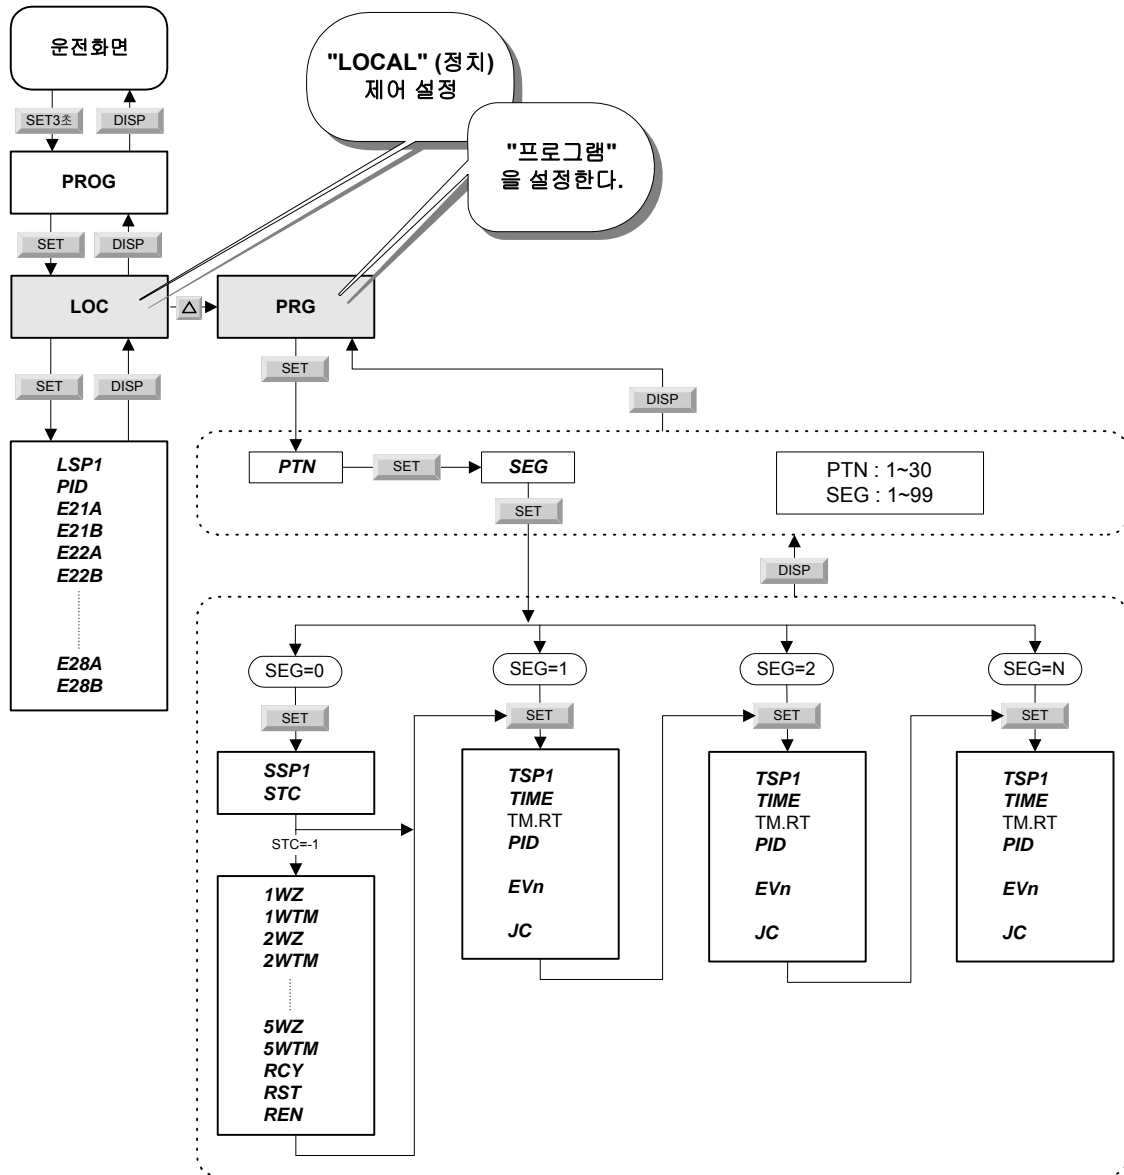 운전화면
"LOCAL" (정치)
제어 설정
SET3초
DISP
"프로그램"
을 설정한다.
PROG
SET
DISP
LOC
△
PRG
SET
DISP
SET
DISP
LSP1
PID
E21A
E21B
E22A
E22B
E28A
E28B
PTN
SET
SEG
PTN : 1~30
SEG : 1~99
SET
DISP
SEG=0
SEG=1
SEG=2
SEG=N
SET
SET
SET
SET
SSP1
STC
STC=-1
1WZ
1WTM
2WZ
2WTM
5WZ
5WTM
RCY
RST
REN
TSP1
TIME
TM.RT
PID
EVn
JC
TSP1
TIME
TM.RT
PID
EVn
JC
TSP1
TIME
TM.RT
PID
EVn
JC